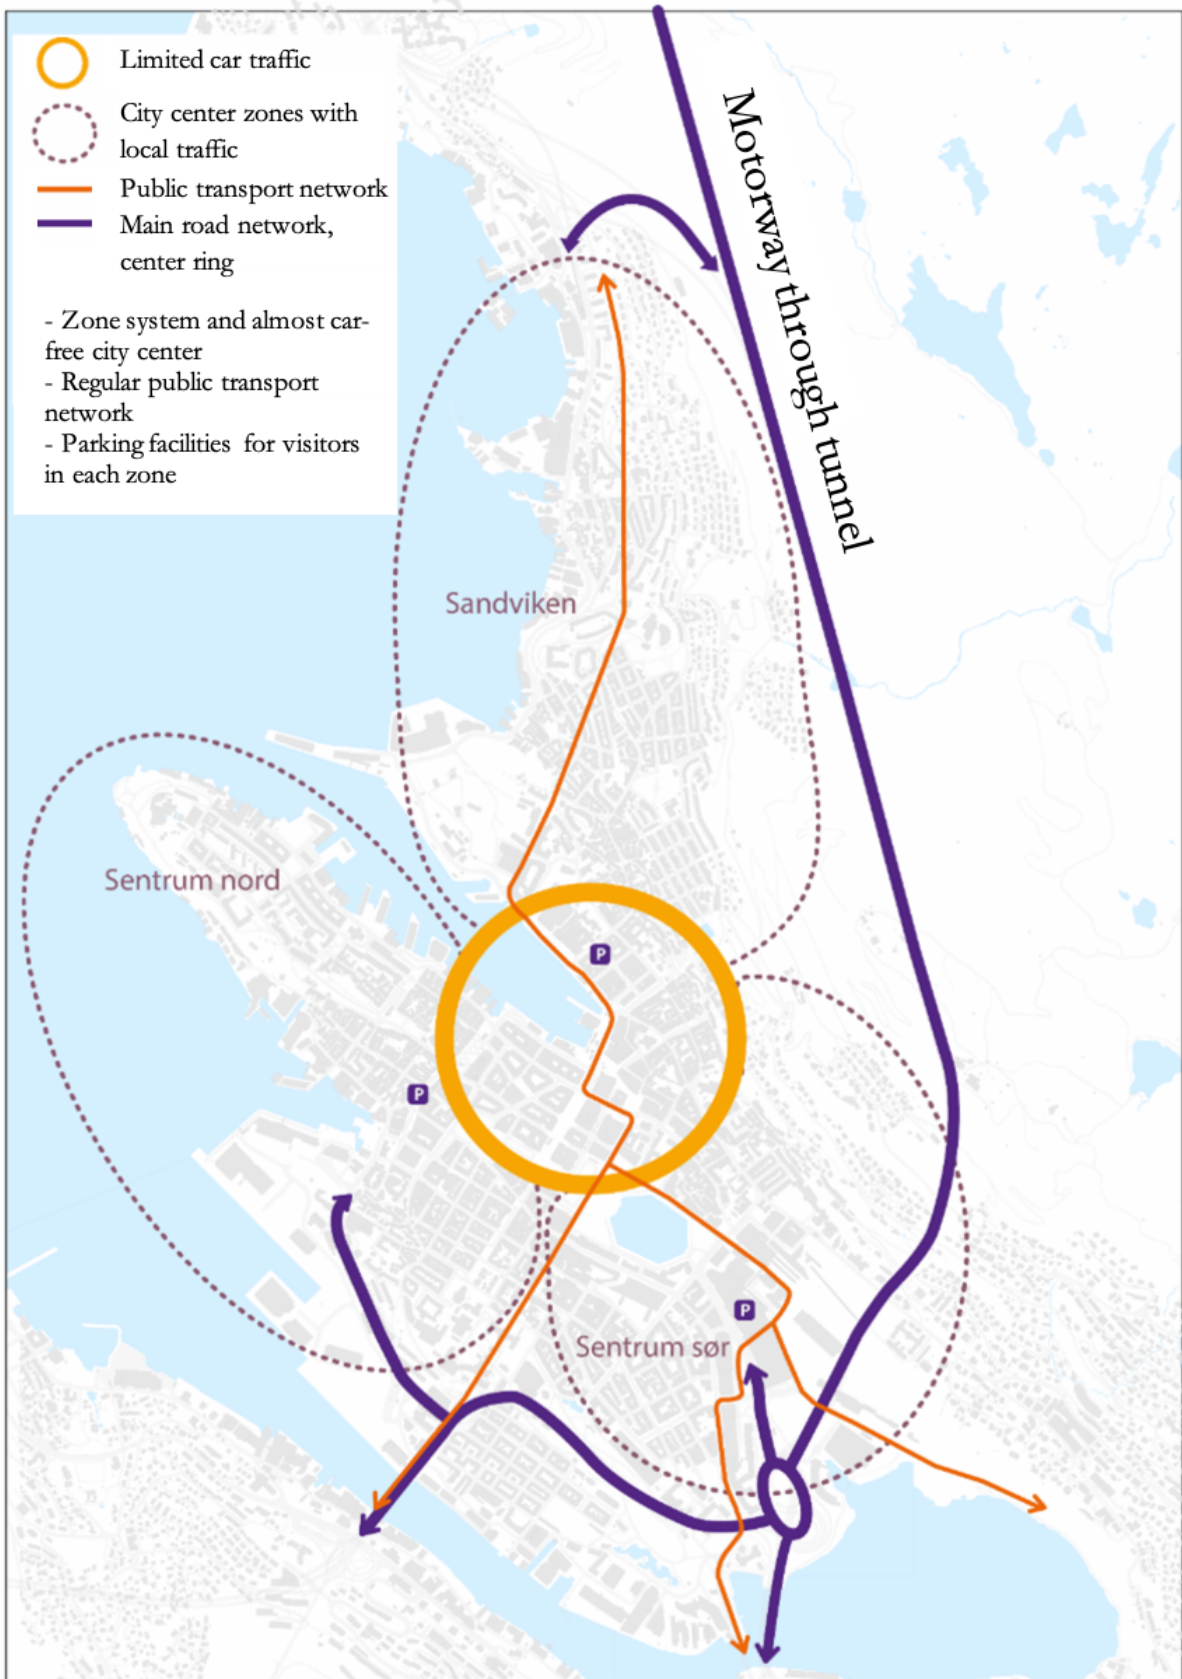 Limited car traffic
City center zones with
local traffic
Public transport network
Main road network,
center ring
- Zone system and almost car-
free city center
- Regular public transport
network
- Parking facilities for visitors
in each zone
Motorway through tunnel
Sandviken
Sentrum nord
P
P
P
Sentrum sør